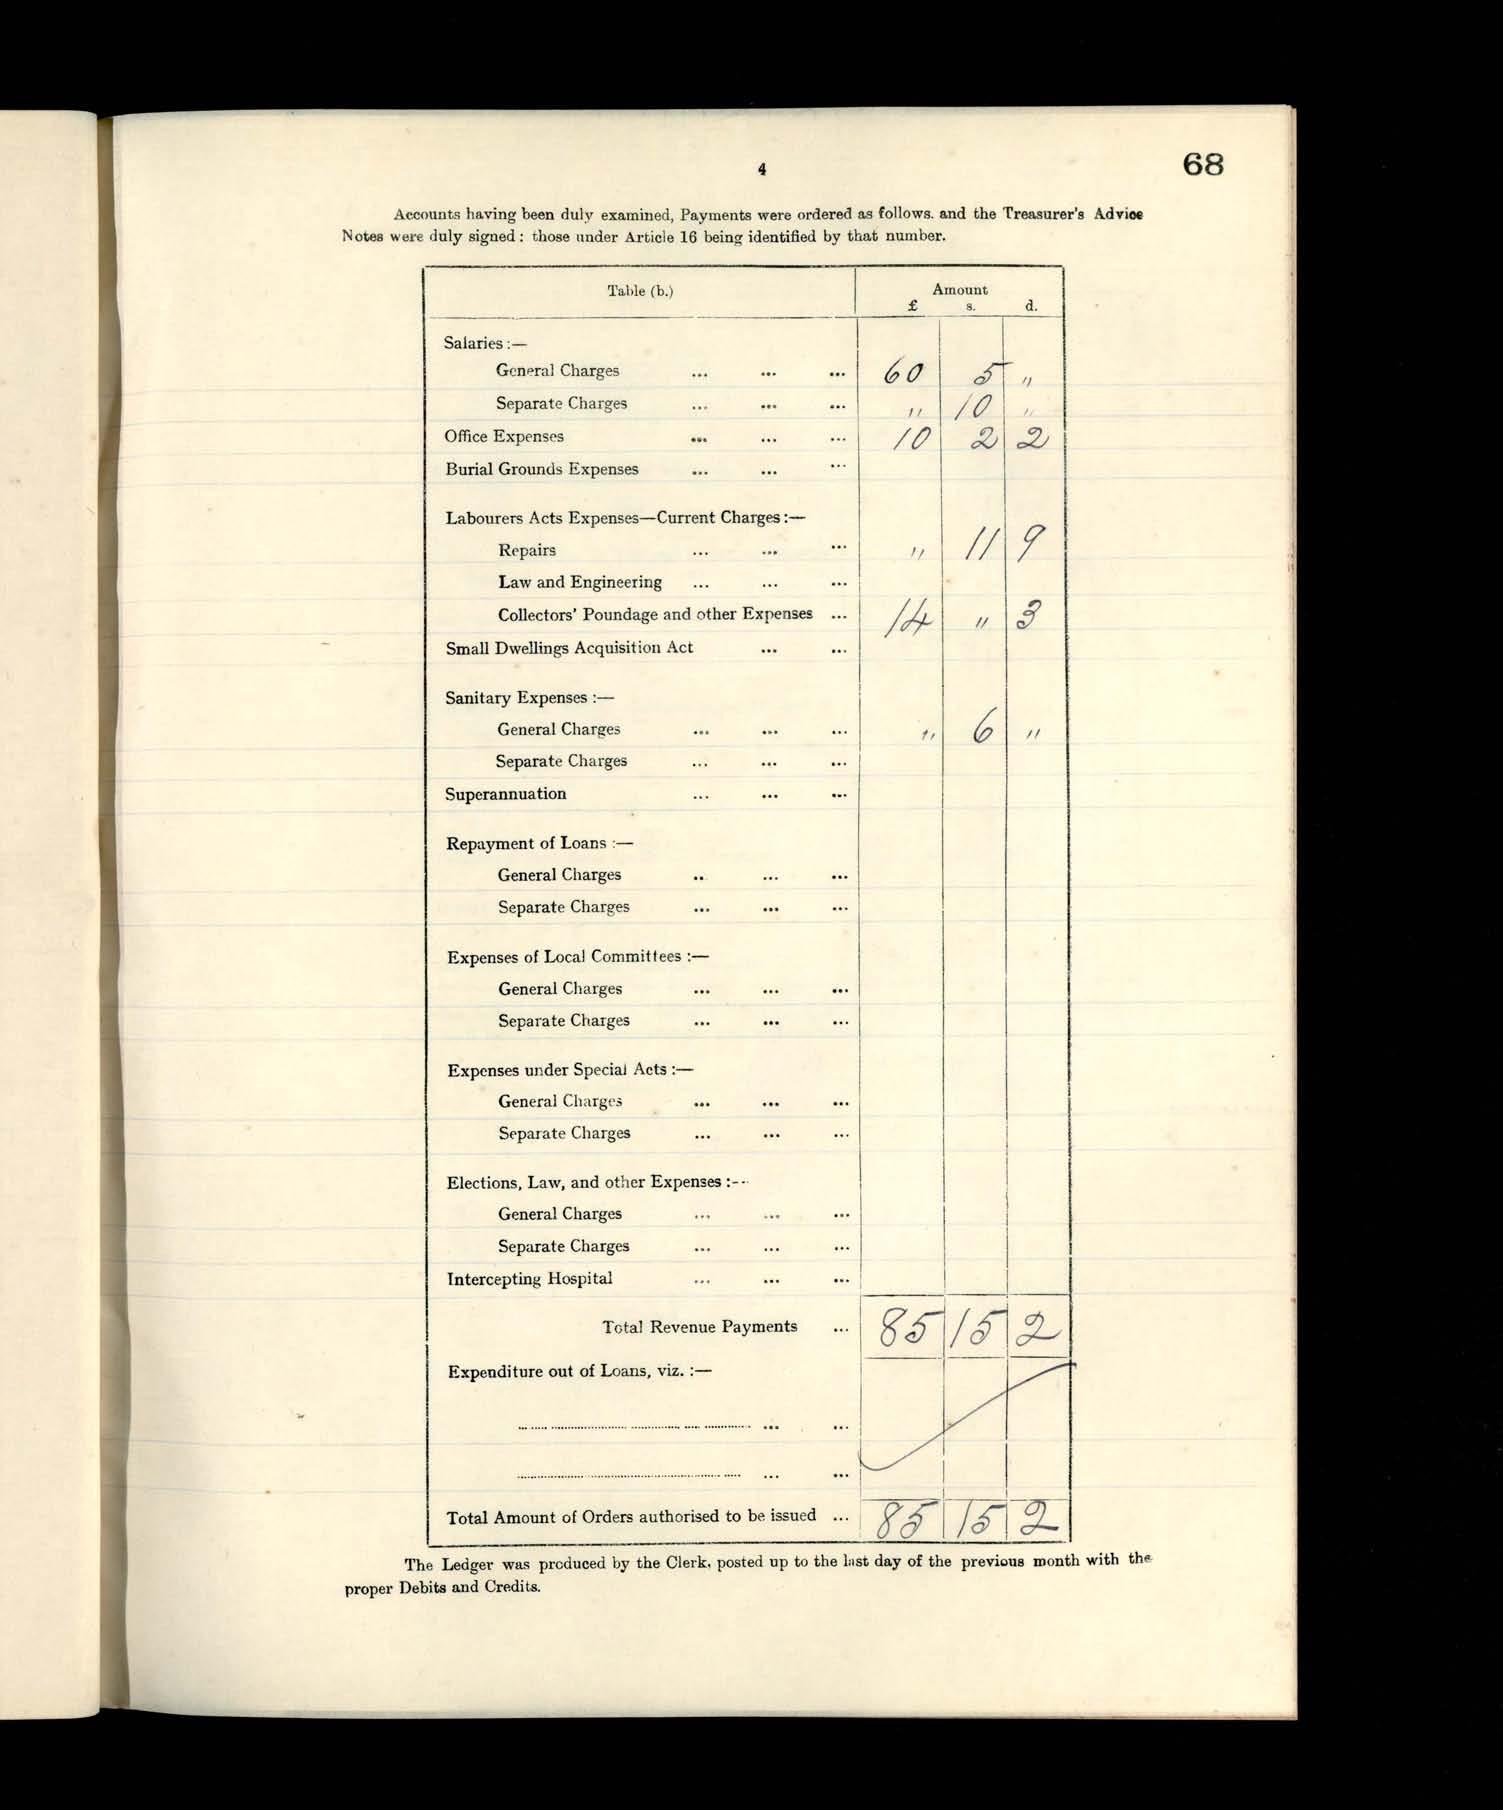 68
4
Accounts having been duly examined, Payments were ordered as follows. and the Treasurer's Advice
Notes were duly signed : those under Article 16 being identified by that number.
Table (b.) Amount
£ s. d.
Salaries :—
General Charges ... ... ... 60 5 "
Separate Charges ... ... ... " 10 "
Office Expenses ... ... ... 10 2 2
Burial Grounds Expenses ... ... ...
Labourers Acts Expenses—Current Charges :—
Repairs ... ... ... " 11 9
Law and Engineering ... ... ...
Collectors' Poundage and other Expenses ... 14 " 3
Small Dwellings Acquisition Act ... ...
Sanitary Expenses :—
General Charges ... ... ... " 6 "
Separate Charges ... ... ...
Superannuation ... ... ...
Repayment of Loans :—
General Charges .. ... ...
Separate Charges ... ... ...
Expenses of Local Committees :—
General Charges ... ... ...
Separate Charges ... ... ...
Expenses under Special Acts :—
General Charges ... ... ...
Separate Charges ... ... ...
Elections, Law, and other Expenses :--
General Charges ... ... ...
Separate Charges ... ... ...
Intercepting Hospital ... ... ...
Total Revenue Payments ... 85 15 2
Expenditure out of Loans, viz. :—
Total Amount of Orders authorised to be issued ... 85 15 2
The Ledger was produced by the Clerk, posted up to the last day of the previous month with the
proper Debits and Credits.